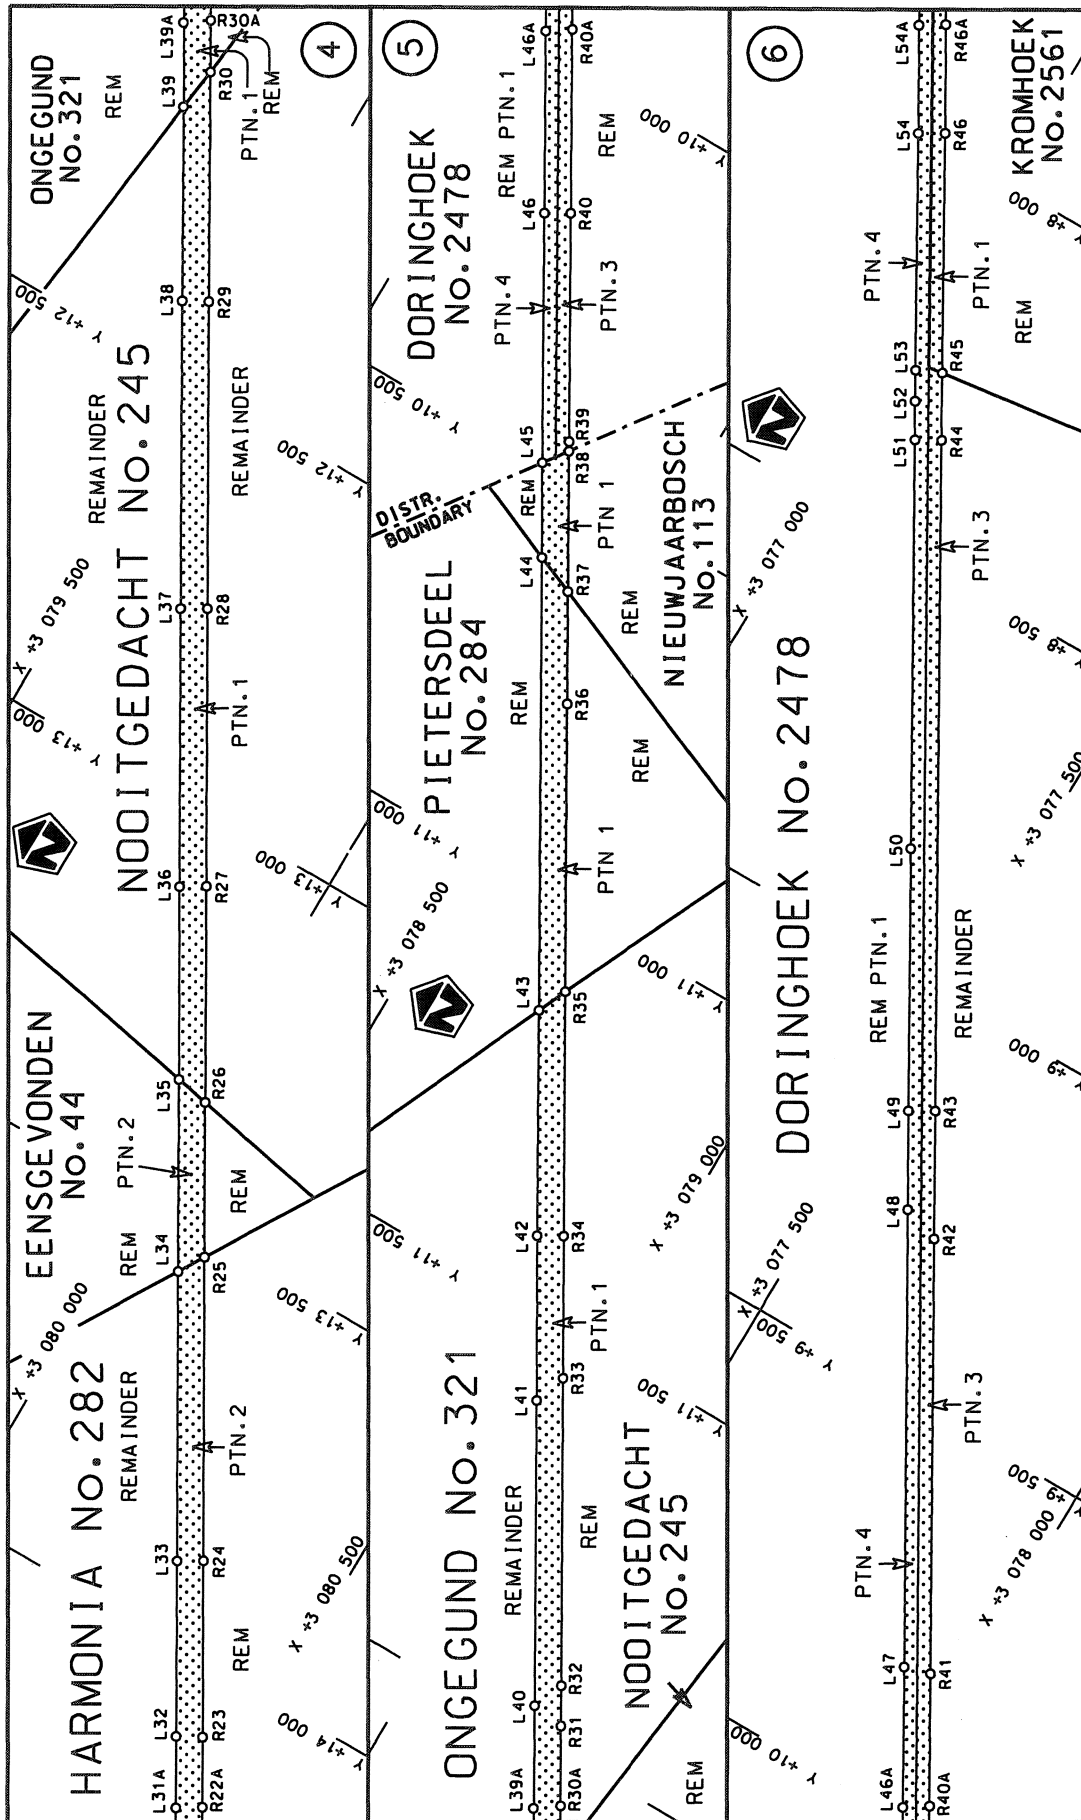 4
HARMONIA No.282
REMAINDER
REM
PTN.2
X +3 080 000
X +3 080 500
Y +14 000
Y +13 500
L31A
L32
L33
L34
R22A
R23
R24
R25
EENSGEVONDEN
No.44
REM
PTN.2
REM
L35
R26
NOOITGEDACHT No.245
REMAINDER
REMAINDER
PTN.1
X +3 079 500
Y +13 000
Y +13 000
Y +12 500
Y +12 500
L36
L37
L38
L39
L39A
R27
R28
R29
R30
R30A
ONGEGUND
No.321
REM
PTN.1
REM
5
ONGEGUND No.321
REMAINDER
REM
PTN.1
NOOITGEDACHT
No.245
REM
X +3 079 000
Y +11 500
Y +11 500
L39A
L40
L41
L42
L43
R30A
R31
R32
R33
R34
R35
PIETERSDEEL
No.284
REM
REM
PTN 1
X +3 078 500
Y +11 000
Y +11 000
R36
L44
R37
NIEUWJAARBOSCH
No.113
REM
REM
PTN 1
DISTR.
BOUNDARY
L45
R38
R39
DORINGHOEK
No.2478
REM PTN.1
REM
PTN.4
PTN.3
Y +10 500
Y +10 000
L46
L46A
R40
R40A
6
DORINGHOEK No.2478
REM PTN.1
REMAINDER
PTN.4
PTN.3
PTN.3
X +3 078 000
X +3 077 500
X +3 077 500
X +3 077 000
Y +10 000
Y +9 500
Y +9 500
Y +9 000
Y +8 500
L46A
L47
L48
L49
L50
L51
L52
L53
R40A
R41
R42
R43
R44
R45
KROMHOEK
No.2561
REM
PTN.4
PTN.1
Y +8 000
L54
L54A
R46
R46A